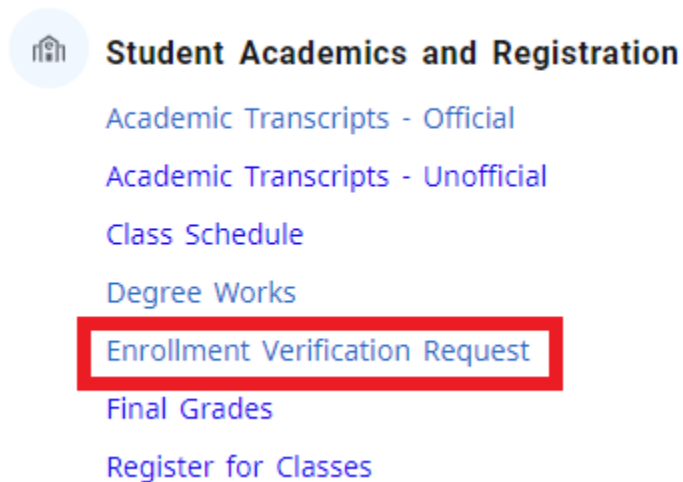 Student Academics and Registration
Academic Transcripts - Official
Academic Transcripts - Unofficial
Class Schedule
Degree Works
Enrollment Verification Request
Final Grades
Register for Classes